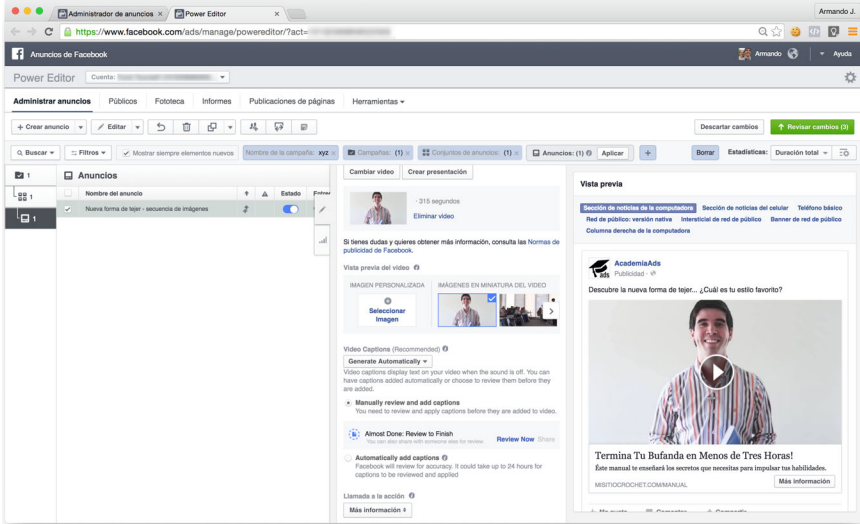 Administrador de anuncios
Power Editor
Armando J.
https://www.facebook.com/ads/manage/powereditor/?act=
Anuncios de Facebook
Armando
Ayuda
Power Editor
Cuenta:
Administrar anuncios
Públicos
Fototeca
Informes
Publicaciones de páginas
Herramientas
+ Crear anuncio
Editar
Descartar cambios
Revisar cambios (3)
Buscar
Filtros
Mostrar siempre elementos nuevos
Nombre de la campaña: xyz
Campañas: (1)
Conjuntos de anuncios: (1)
Anuncios: (1)
Aplicar
+
Borrar
Estadísticas:
Duración total
1
1
1
Anuncios
Nombre del anuncio
Estado
Nueva forma de tejer - secuencia de imágenes
Cambiar video
Crear presentación
· 315 segundos
Eliminar video
Si tienes dudas y quieres obtener más información, consulta las Normas de
publicidad de Facebook.
Vista previa del video
IMAGEN PERSONALIZADA
IMÁGENES EN MINIATURA DEL VIDEO
Seleccionar
Imagen
Video Captions (Recommended)
Generate Automatically
Video captions display text on your video when the sound is off. You can
have captions added automatically or choose to review them before they
are added.
Manually review and add captions
You need to review and apply captions before they are added to video.
Almost Done: Review to Finish
You can also share with someone else for review
Review Now
Share
Automatically add captions
Facebook will review for accuracy. It could take up to 24 hours for
captions to be reviewed and applied
Llamada a la acción
Más información
Vista previa
Sección de noticias de la computadora
Sección de noticias del celular
Teléfono básico
Red de público: versión nativa
Intersticial de red de público
Banner de red de público
Columna derecha de la computadora
ads
AcademiaAds
Publicidad ·
Descubre la nueva forma de tejer... ¿Cuál es tu estilo favorito?
Termina Tu Bufanda en Menos de Tres Horas!
Éste manual te enseñará los secretos que necesitas para impulsar tus habilidades.
MISITIOCROCHET.COM/MANUAL
Más información